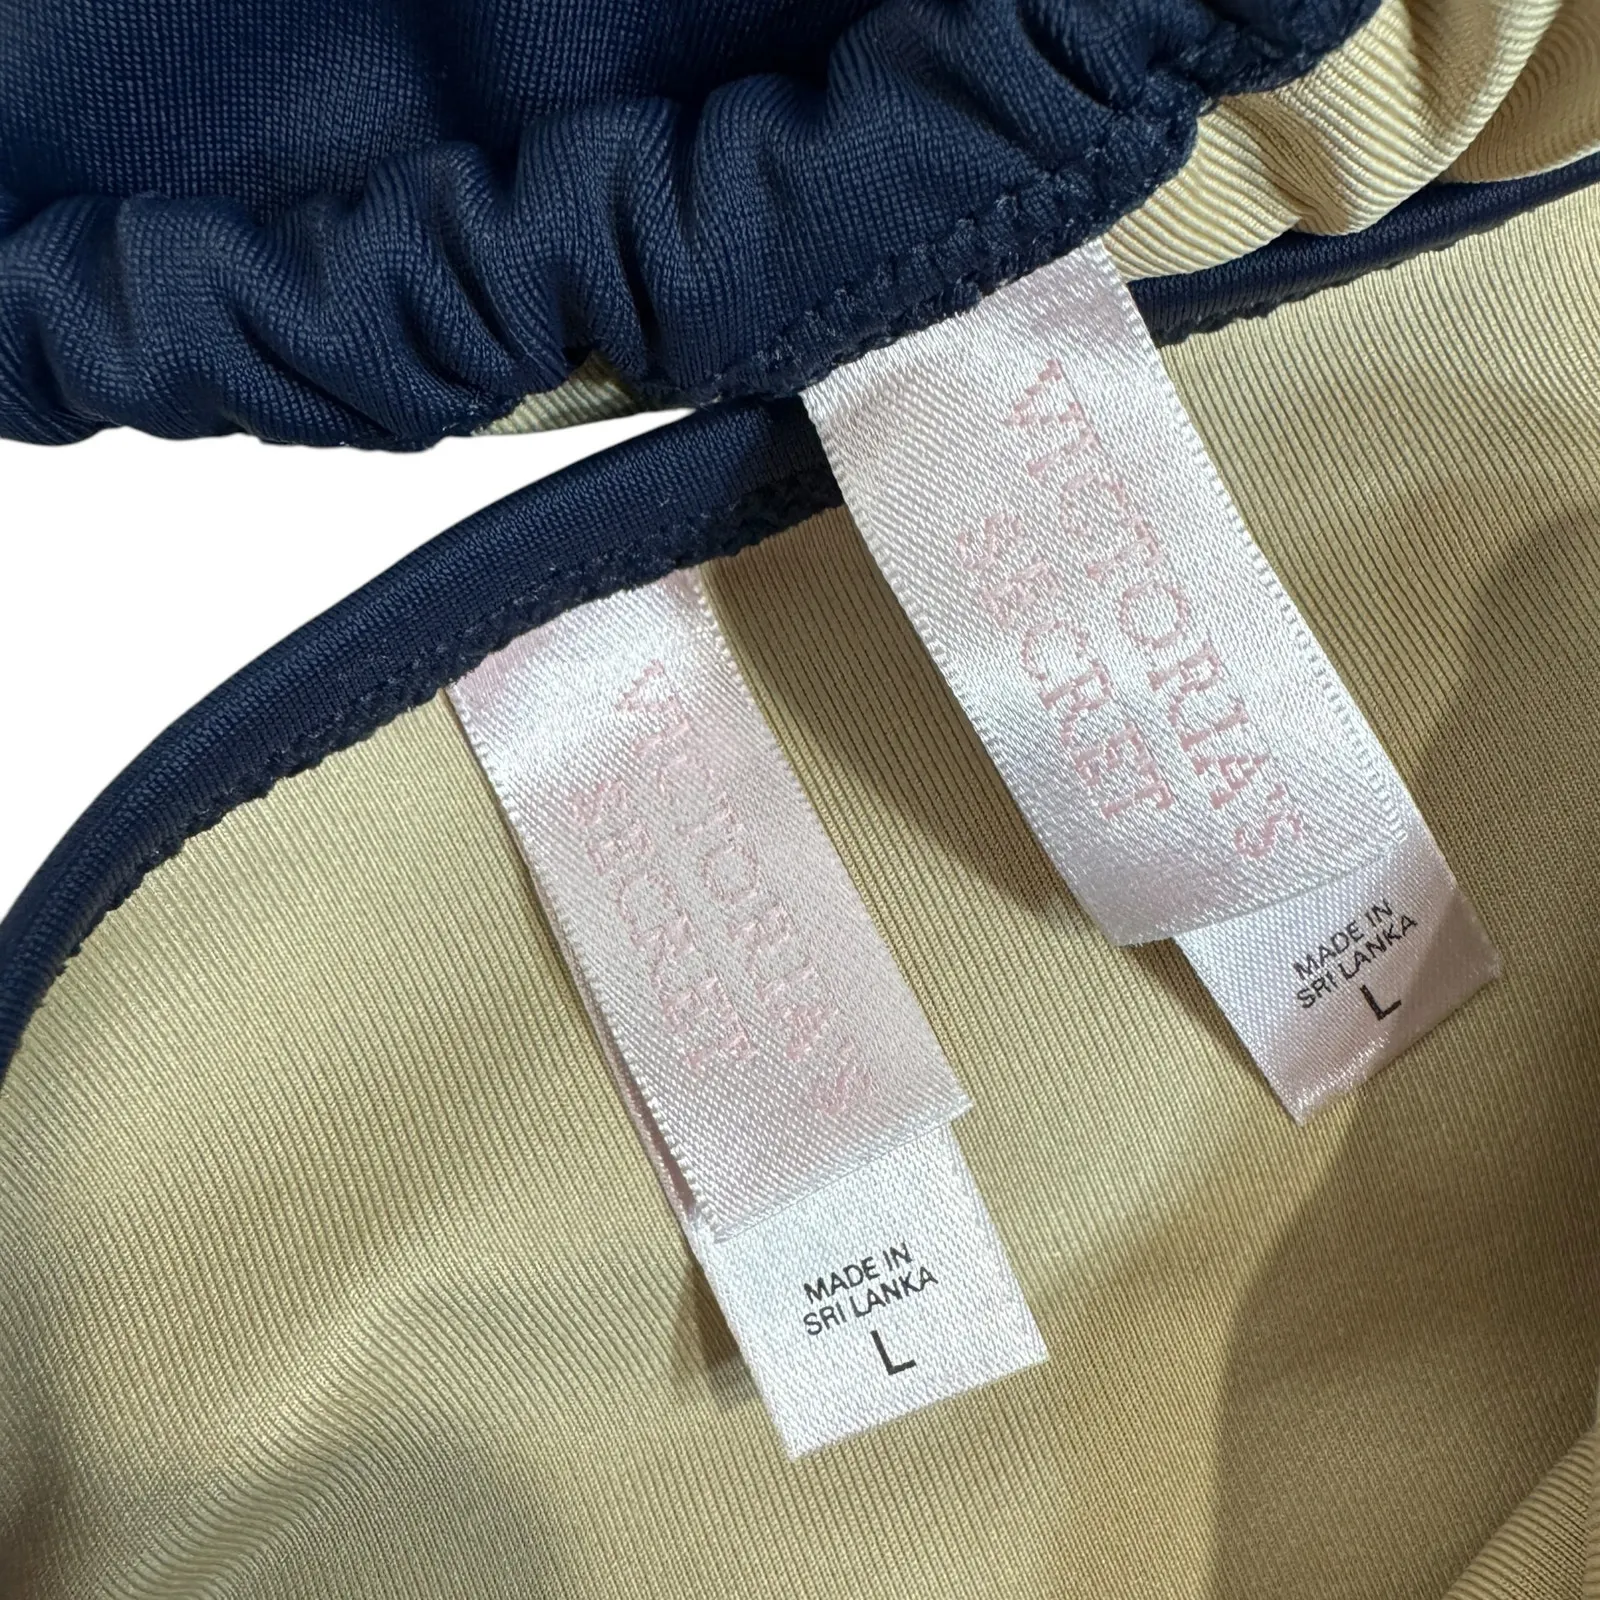 VICTORIA'S
SECRET
MADE IN
SRI LANKA
L
VICTORIA'S
SECRET
MADE IN
SRI LANKA
L